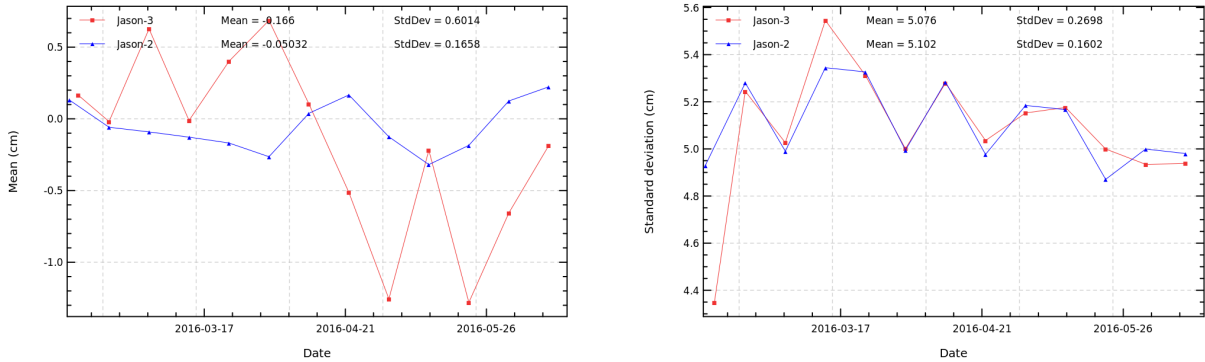 Jason-3 Mean = -0.166 StdDev = 0.6014
Jason-2 Mean = -0.05032 StdDev = 0.1658
Mean (cm)
0.5
0.0
-0.5
-1.0
2016-03-17 2016-04-21 2016-05-26
Date
Jason-3 Mean = 5.076 StdDev = 0.2698
Jason-2 Mean = 5.102 StdDev = 0.1602
Standard deviation (cm)
5.6
5.4
5.2
5.0
4.8
4.6
4.4
2016-03-17 2016-04-21 2016-05-26
Date